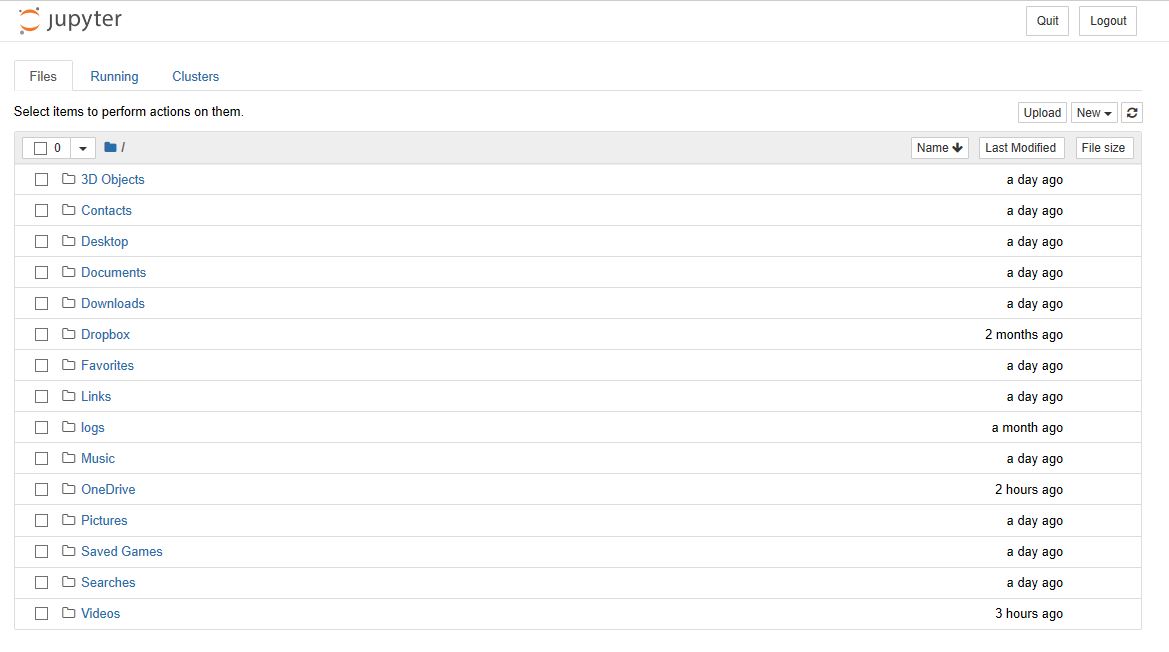 jupyter Quit Logout
Files Running Clusters
Select items to perform actions on them. Upload New
0 / Name Last Modified File size
3D Objects a day ago
Contacts a day ago
Desktop a day ago
Documents a day ago
Downloads a day ago
Dropbox 2 months ago
Favorites a day ago
Links a day ago
logs a month ago
Music a day ago
OneDrive 2 hours ago
Pictures a day ago
Saved Games a day ago
Searches a day ago
Videos 3 hours ago